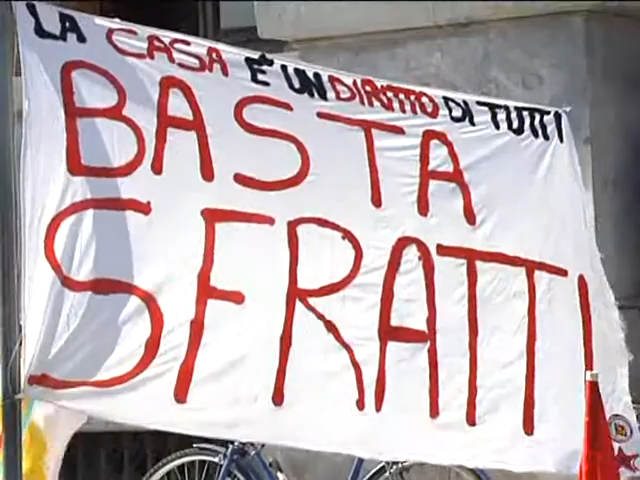 LA CASA É UN DIRITTO DI TUTTI
BASTA
SFRATTI